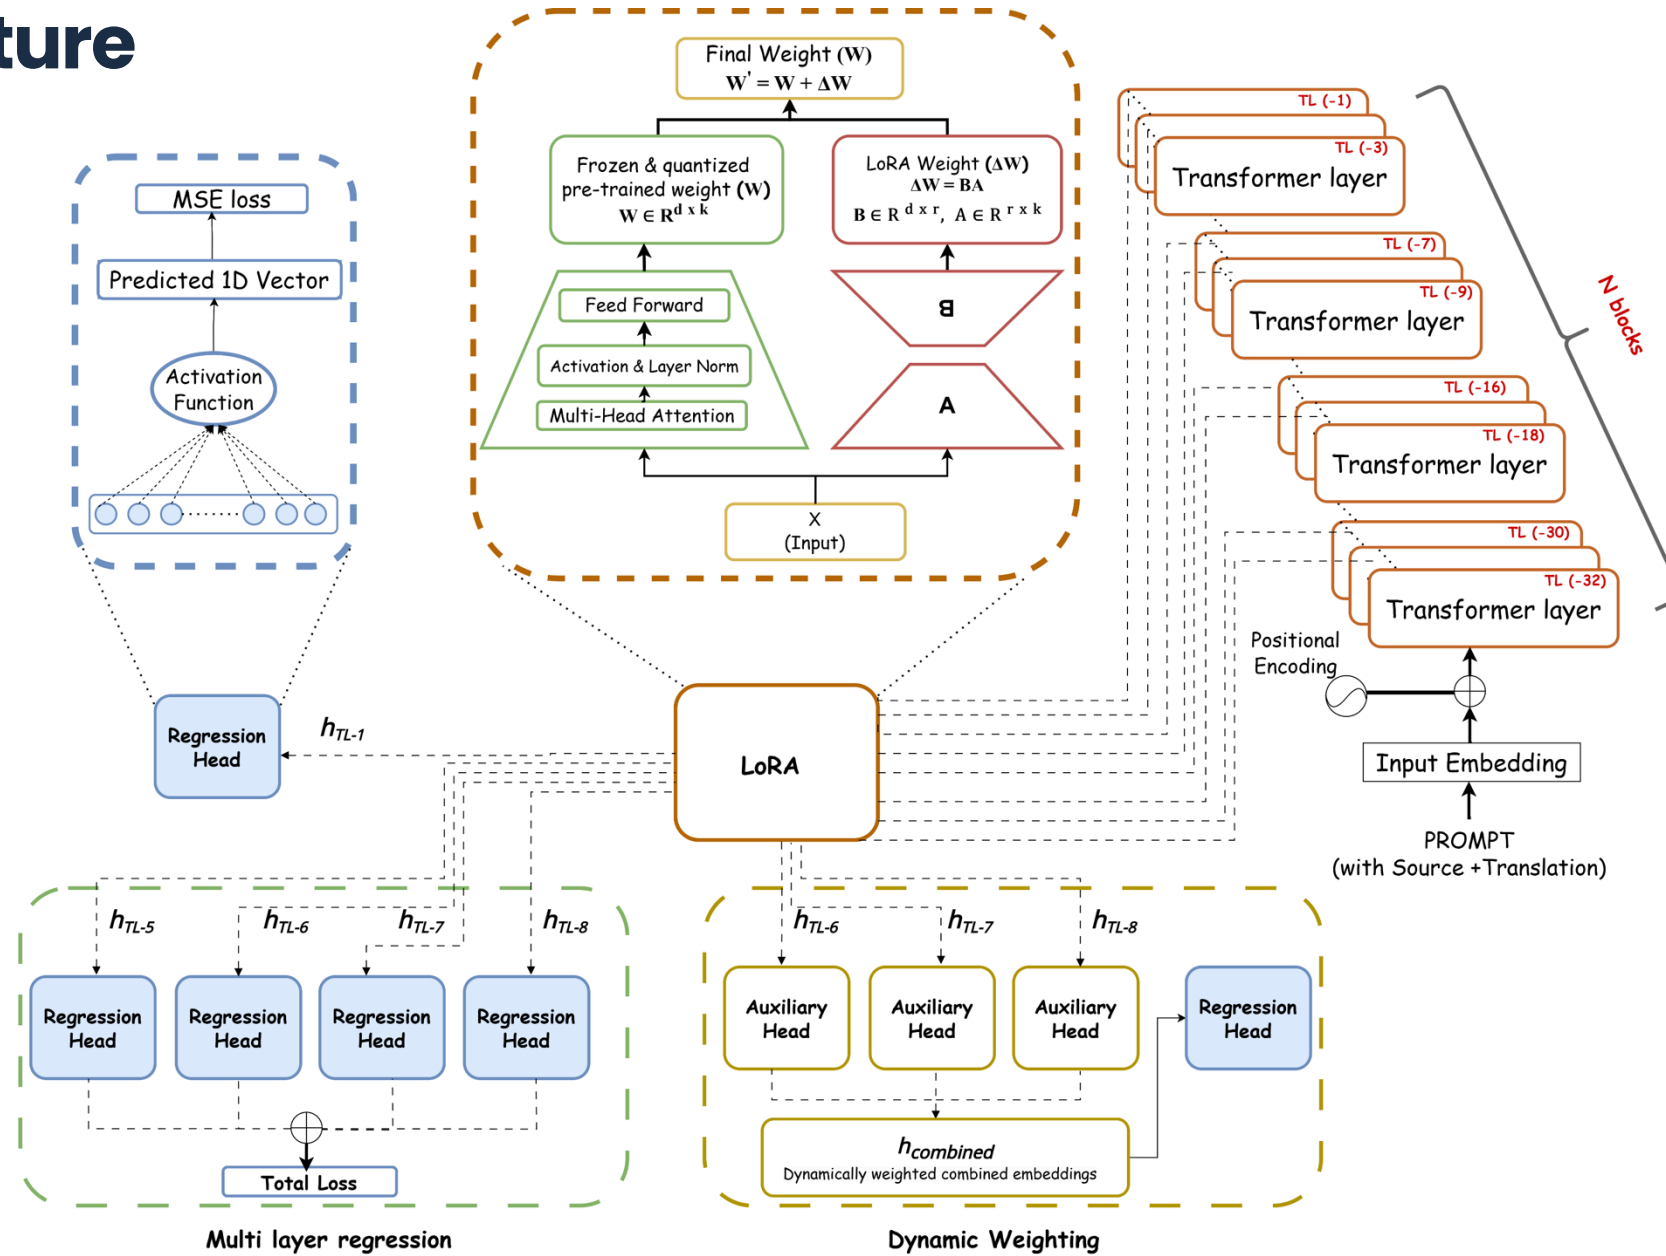 ture
MSE loss
Predicted 1D Vector
Activation
Function
Regression
Head
Final Weight (W)
W' = W + ΔW
Frozen & quantized
pre-trained weight (W)
W ∈ R^d x k
LoRA Weight (ΔW)
ΔW = BA
B ∈ R^d x r, A ∈ R^r x k
Feed Forward
Activation & Layer Norm
Multi-Head Attention
B
A
X
(Input)
LoRA
TL (-1)
TL (-3)
Transformer layer
TL (-7)
TL (-9)
Transformer layer
TL (-16)
TL (-18)
Transformer layer
TL (-30)
TL (-32)
Transformer layer
N blocks
Positional
Encoding
Input Embedding
PROMPT
(with Source +Translation)
h_TL-1
h_TL-5
h_TL-6
h_TL-7
h_TL-8
Regression
Head
Regression
Head
Regression
Head
Regression
Head
Total Loss
Multi layer regression
h_TL-6
h_TL-7
h_TL-8
Auxiliary
Head
Auxiliary
Head
Auxiliary
Head
Regression
Head
h_combined
Dynamically weighted combined embeddings
Dynamic Weighting